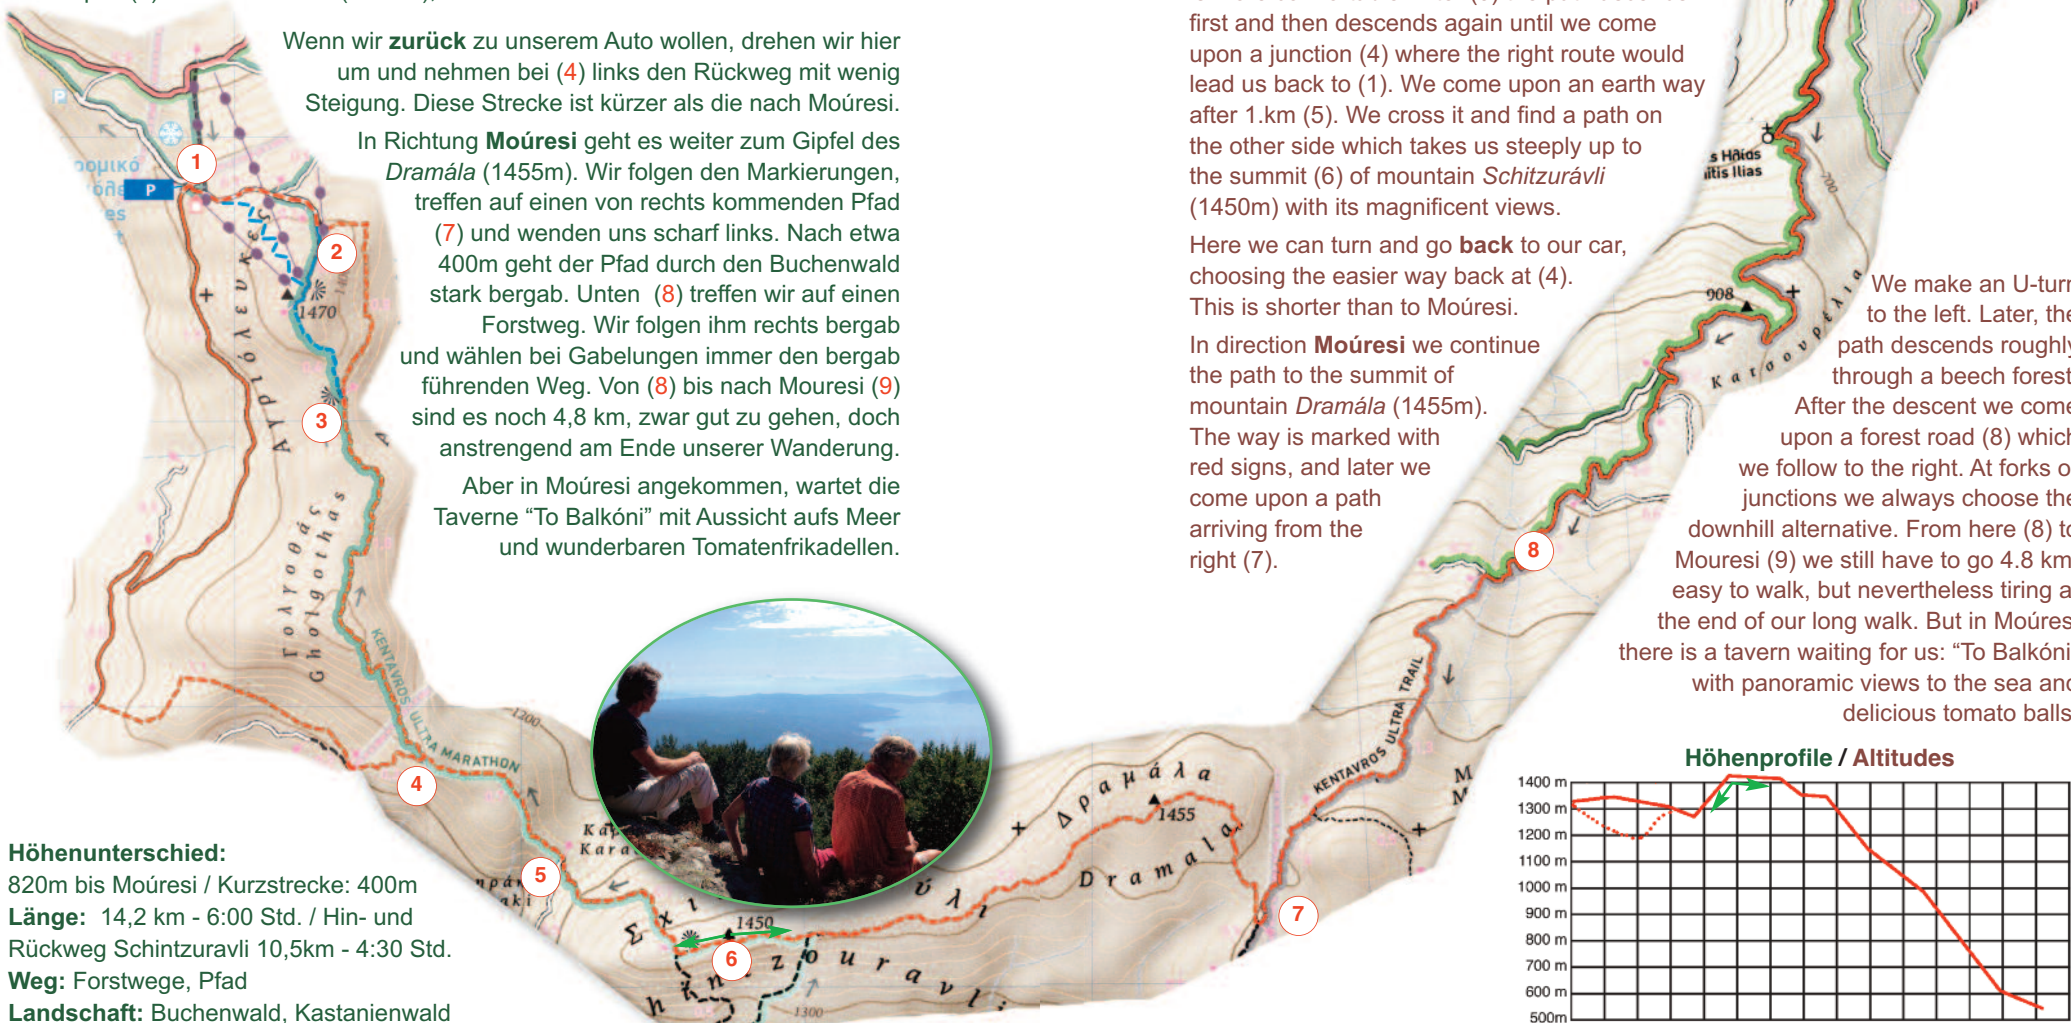 Wenn wir zurück zu unserem Auto wollen, drehen wir hier
um und nehmen bei (4) links den Rückweg mit wenig
Steigung. Diese Strecke ist kürzer als die nach Moúresi.
In Richtung Moúresi geht es weiter zum Gipfel des
Dramála (1455m). Wir folgen den Markierungen,
treffen auf einen von rechts kommenden Pfad
(7) und wenden uns scharf links. Nach etwa
400m geht der Pfad durch den Buchenwald
stark bergab. Unten (8) treffen wir auf einen
Forstweg. Wir folgen ihm rechts bergab
und wählen bei Gabelungen immer den bergab
führenden Weg. Von (8) bis nach Mouresi (9)
sind es noch 4,8 km, zwar gut zu gehen, doch
anstrengend am Ende unserer Wanderung.
Aber in Moúresi angekommen, wartet die
Taverne “To Balkóni” mit Aussicht aufs Meer
und wunderbaren Tomatenfrikadellen.
first and then descends again until we come
upon a junction (4) where the right route would
lead us back to (1). We come upon an earth way
after 1.km (5). We cross it and find a path on
the other side which takes us steeply up to
the summit (6) of mountain Schitzurávli
(1450m) with its magnificent views.
Here we can turn and go back to our car,
choosing the easier way back at (4).
This is shorter than to Moúresi.
In direction Moúresi we continue
the path to the summit of
mountain Dramála (1455m).
The way is marked with
red signs, and later we
come upon a path
arriving from the
right (7).
We make an U-turn
to the left. Later, the
path descends roughly
through a beech forest
After the descent we come
upon a forest road (8) which
we follow to the right. At forks o
junctions we always choose the
downhill alternative. From here (8) to
Mouresi (9) we still have to go 4.8 km
easy to walk, but nevertheless tiring a
the end of our long walk. But in Moúres
there is a tavern waiting for us: “To Balkóni
with panoramic views to the sea and
delicious tomato balls
Höhenunterschied:
820m bis Moúresi / Kurzstrecke: 400m
Länge: 14,2 km - 6:00 Std. / Hin- und
Rückweg Schintzuravli 10,5km - 4:30 Std.
Weg: Forstwege, Pfad
Landschaft: Buchenwald, Kastanienwald
Höhenprofile / Altitudes
1400 m
1300 m
1200 m
1100 m
1000 m
900 m
800 m
700 m
600 m
500m
P
P
1
2
1470
3
Αγριόλευκες
Γολγοθάς
Gholgothas
KENTAVROS ULTRA MARATHON
4
1200
5
Σχι
ύλι
1450
6
1300
Δραμάλα
1455
Dramala
7
KENTAVROS ULTRA TRAIL
8
908
Κατσουρέλια
700
s Ηλίας
itis Ilias